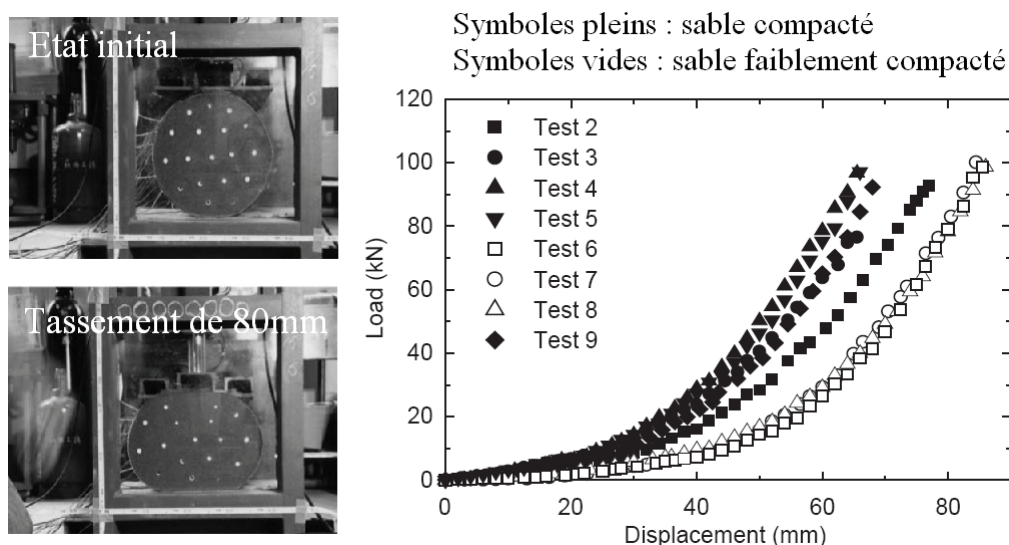 Etat initial
Tassement de 80mm
Symboles pleins : sable compacté
Symboles vides : sable faiblement compacté
120
100
80
60
40
20
0
Load (kN)
Test 2
Test 3
Test 4
Test 5
Test 6
Test 7
Test 8
Test 9
0 20 40 60 80
Displacement (mm)